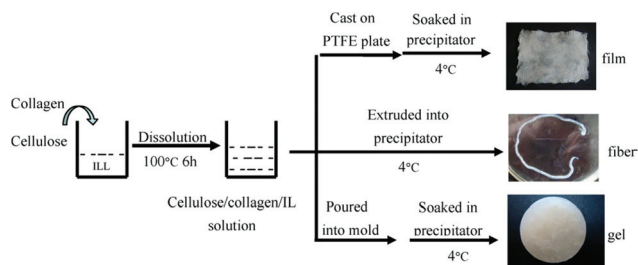 Cast on
PTFE plate
Soaked in
precipitator
4°C
film
Collagen
Cellulose
ILL
Dissolution
100°C 6h
Cellulose/collagen/IL
solution
Extruded into
precipitator
4°C
fiber
Poured
into mold
Soaked in
precipitator
4°C
gel